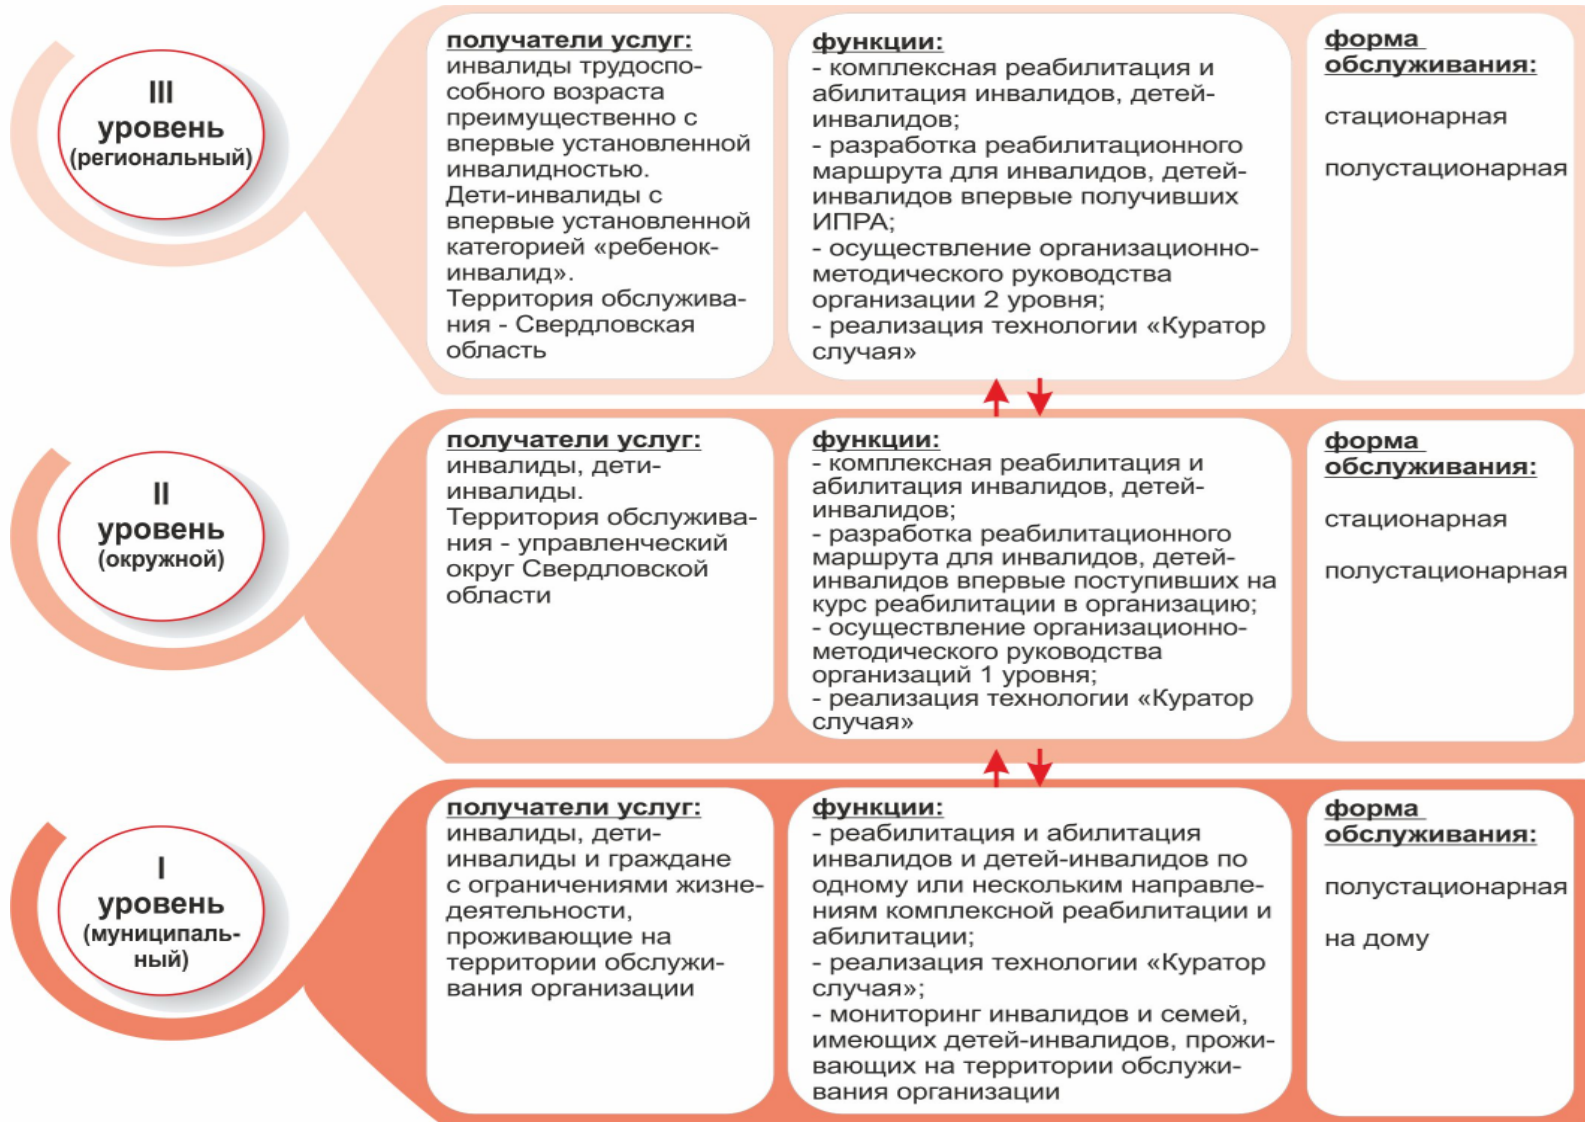 III
уровень
(региональный)
получатели услуг:
инвалиды трудоспо-
собного возраста
преимущественно с
впервые установленной
инвалидностью.
Дети-инвалиды с
впервые установленной
категорией «ребенок-
инвалид».
Территория обслужива-
ния - Свердловская
область
функции:
- комплексная реабилитация и
абилитация инвалидов, детей-
инвалидов;
- разработка реабилитационного
маршрута для инвалидов, детей-
инвалидов впервые получивших
ИПРА;
- осуществление организационно-
методического руководства
организации 2 уровня;
- реализация технологии «Куратор
случая»
форма
обслуживания:
стационарная
полустационарная
II
уровень
(окружной)
получатели услуг:
инвалиды, дети-
инвалиды.
Территория обслужива-
ния - управленческий
округ Свердловской
области
функции:
- комплексная реабилитация и
абилитация инвалидов, детей-
инвалидов;
- разработка реабилитационного
маршрута для инвалидов, детей-
инвалидов впервые поступивших на
курс реабилитации в организацию;
- осуществление организационно-
методического руководства
организаций 1 уровня;
- реализация технологии «Куратор
случая»
форма
обслуживания:
стационарная
полустационарная
I
уровень
(муниципаль-
ный)
получатели услуг:
инвалиды, дети-
инвалиды и граждане
с ограничениями жизне-
деятельности,
проживающие на
территории обслужи-
вания организации
функции:
- реабилитация и абилитация
инвалидов и детей-инвалидов по
одному или нескольким направле-
ниям комплексной реабилитации и
абилитации;
- реализация технологии «Куратор
случая»;
- мониторинг инвалидов и семей,
имеющих детей-инвалидов, прожи-
вающих на территории обслужи-
вания организации
форма
обслуживания:
полустационарная
на дому